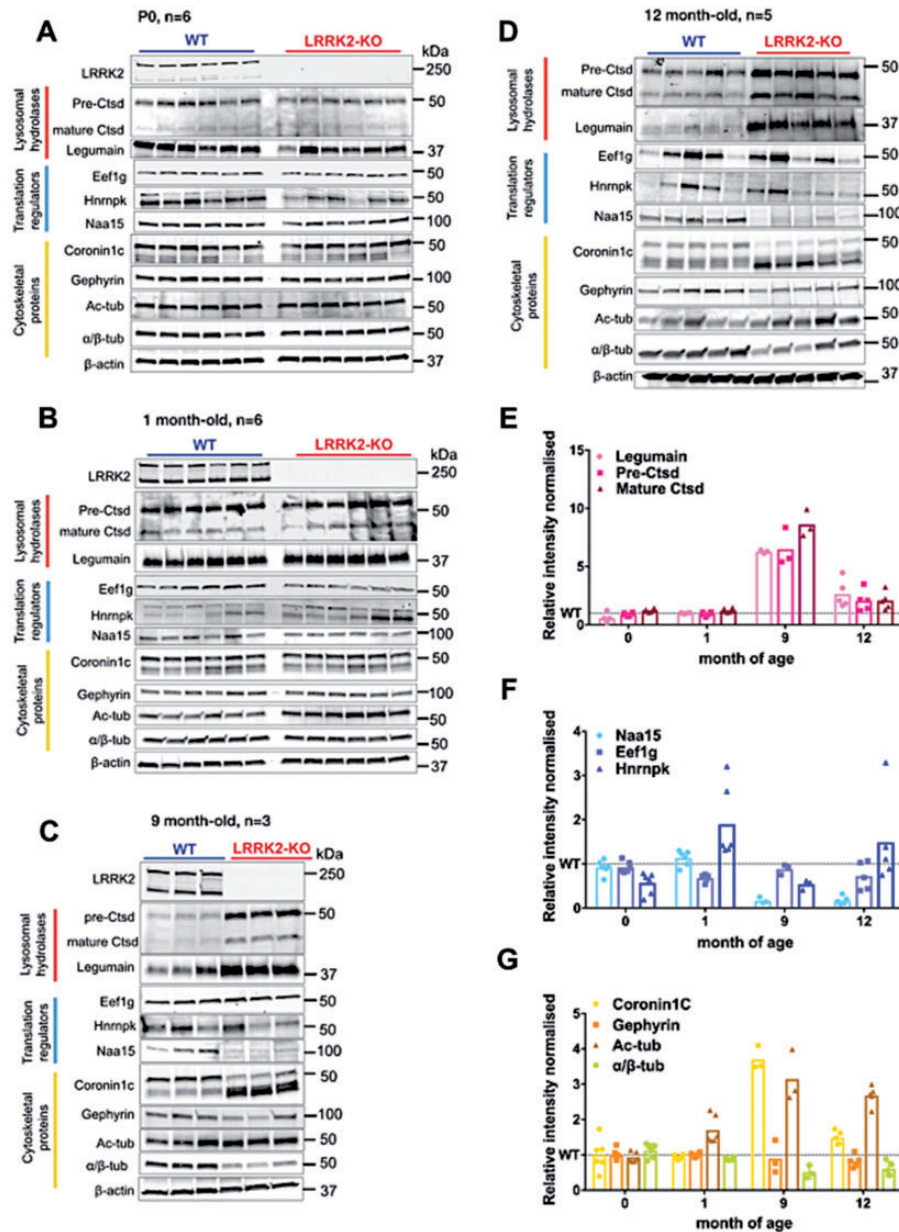 A
P0, n=6
WT
LRRK2-KO
kDa
LRRK2
250
Lysosomal hydrolases
Pre-Ctsd
50
mature Ctsd
Legumain
37
Translation regulators
Eef1g
50
Hnrnpk
50
Naa15
100
Cytoskeletal proteins
Coronin1c
50
Gephyrin
100
Ac-tub
50
α/β-tub
50
β-actin
37
B
1 month-old, n=6
WT
LRRK2-KO
kDa
LRRK2
250
Lysosomal hydrolases
Pre-Ctsd
50
mature Ctsd
Legumain
37
Translation regulators
Eef1g
50
Hnrnpk
50
Naa15
100
Cytoskeletal proteins
Coronin1c
50
Gephyrin
100
Ac-tub
50
α/β-tub
50
β-actin
37
C
9 month-old, n=3
WT
LRRK2-KO
kDa
LRRK2
250
Lysosomal hydrolases
pre-Ctsd
50
mature Ctsd
Legumain
37
Translation regulators
Eef1g
50
Hnrnpk
50
Naa15
100
Cytoskeletal proteins
Coronin1c
50
Gephyrin
100
Ac-tub
50
α/β-tub
50
β-actin
37
D
12 month-old, n=5
WT
LRRK2-KO
kDa
Lysosomal hydrolases
Pre-Ctsd
50
mature Ctsd
Legumain
37
Translation regulators
Eef1g
50
Hnrnpk
50
Naa15
100
Cytoskeletal proteins
Coronin1c
50
Gephyrin
100
Ac-tub
50
α/β-tub
50
β-actin
37
E
Relative intensity normalised
15
10
5
WT
0
Legumain
Pre-Ctsd
Mature Ctsd
0 1 9 12
month of age
F
Relative intensity normalised
4
2
WT
0
Naa15
Eef1g
Hnrnpk
0 1 9 12
month of age
G
Relative intensity normalised
5
4
2
WT
0
Coronin1C
Gephyrin
Ac-tub
α/β-tub
0 1 9 12
month of age